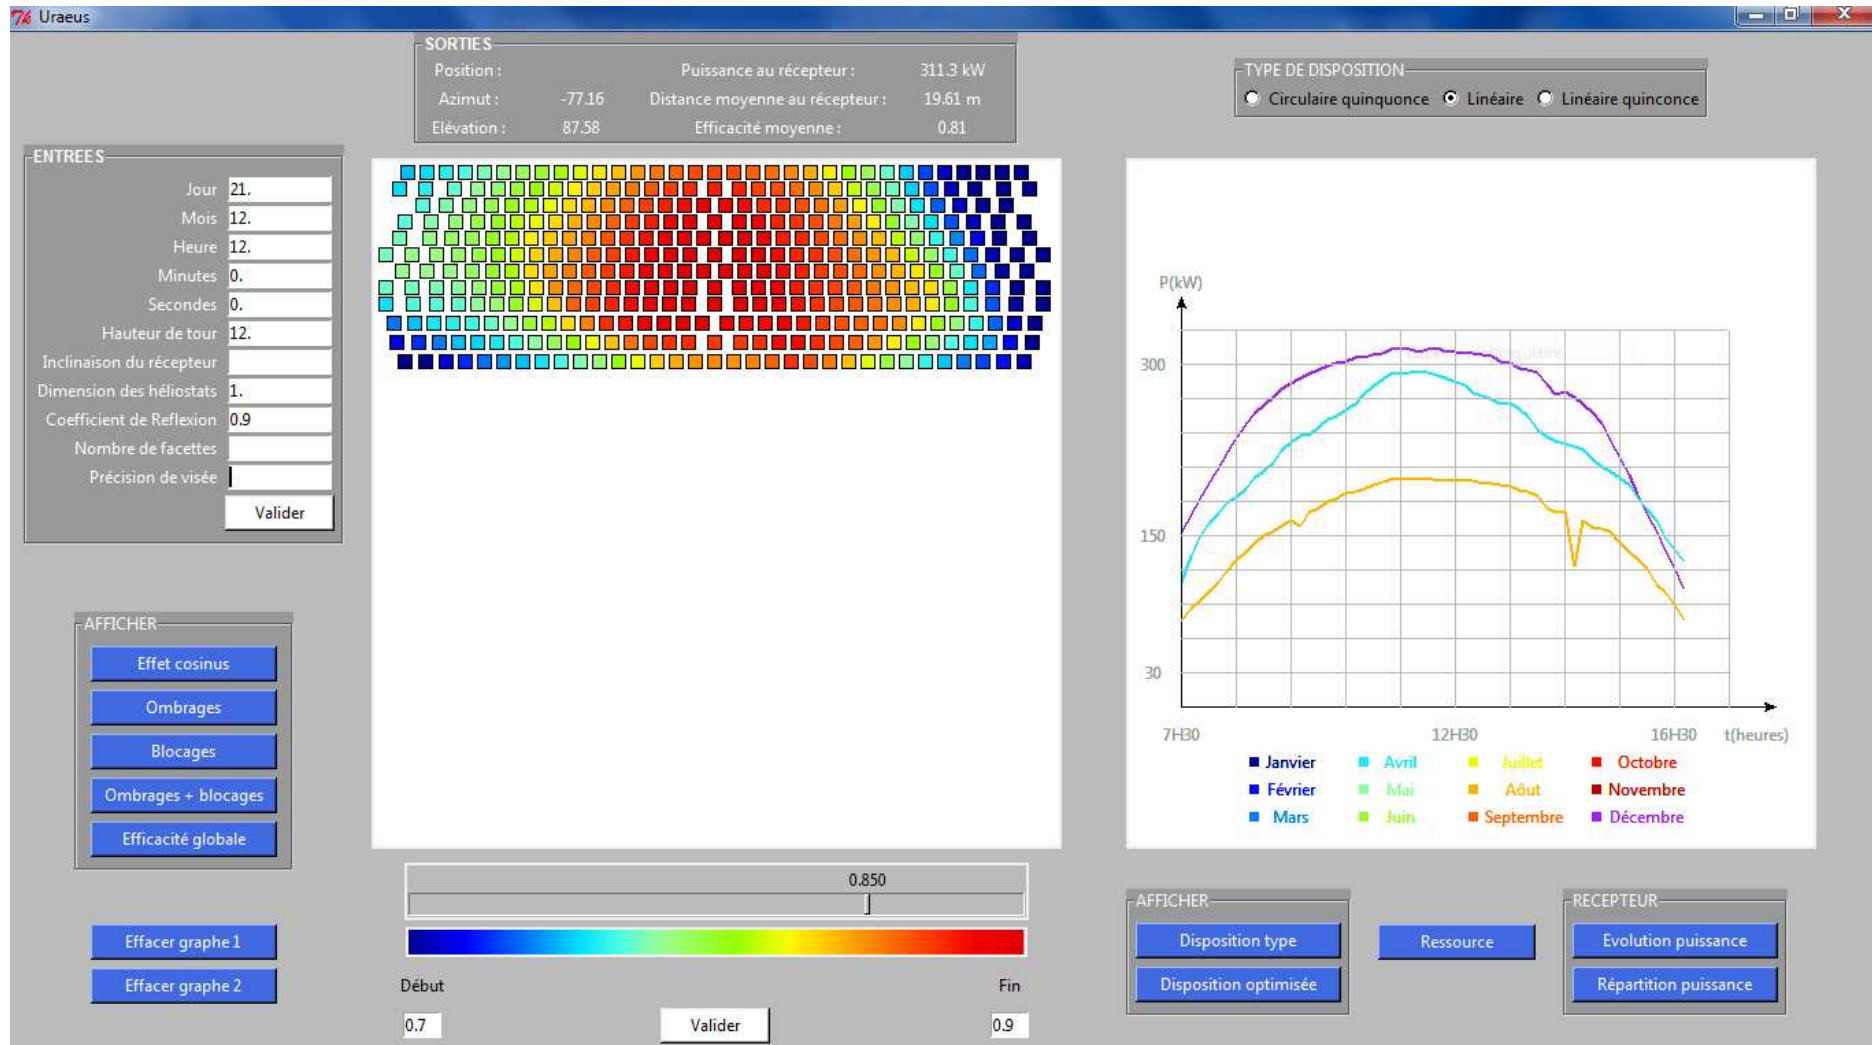 Uraeus
SORTIES
Position :
Puissance au récepteur : 311.3 kW
Azimut : -77.16 Distance moyenne au récepteur : 19.61 m
Elévation : 87.58 Efficacité moyenne : 0.81
TYPE DE DISPOSITION
Circulaire quinquonce Linéaire Linéaire quinconce
ENTREES
Jour 21.
Mois 12.
Heure 12.
Minutes 0.
Secondes 0.
Hauteur de tour 12.
Inclinaison du récepteur
Dimension des héliostats 1.
Coefficient de Reflexion 0.9
Nombre de facettes
Précision de visée
Valider
AFFICHER
Effet cosinus
Ombrages
Blocages
Ombrages + blocages
Efficacité globale
Effacer graphe 1
Effacer graphe 2
0.850
Début Fin
0.7 Valider 0.9
P(kW)
300
150
30
7H30 12H30 16H30 t(heures)
Janvier Avril Juillet Octobre
Février Mai Aôut Novembre
Mars Juin Septembre Décembre
AFFICHER
Disposition type
Disposition optimisée
Ressource
RECEPTEUR
Evolution puissance
Répartition puissance